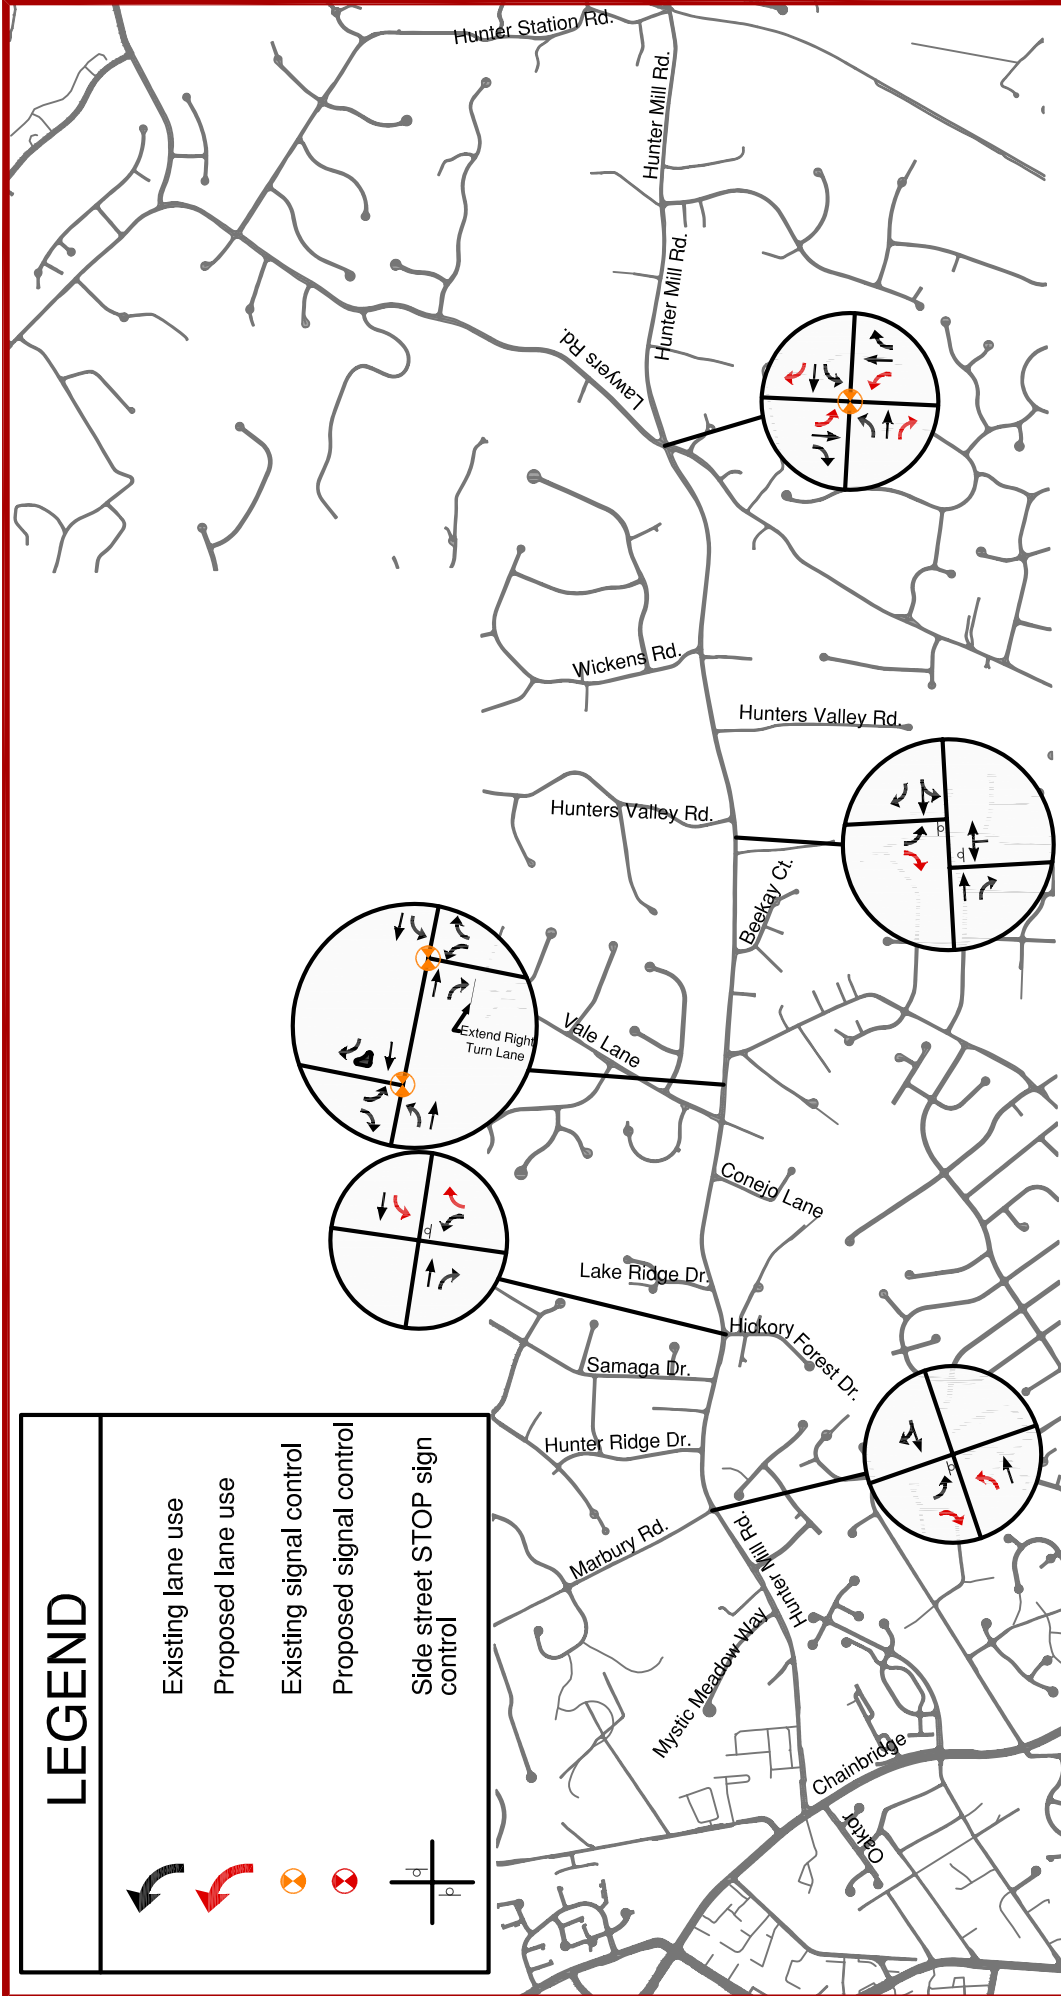 Hunter Station Rd.
Hunter Mill Rd.
Hunter Mill Rd.
Lawyers Rd.
Wickens Rd.
Hunters Valley Rd.
Hunters Valley Rd.
Beekay Ct.
Extend Right
Turn Lane
Vale Lane
Conejo Lane
Lake Ridge Dr.
Hickory Forest Dr.
Samaga Dr.
Hunter Ridge Dr.
Marbury Rd.
Hunter Mill Rd.
Mystic Meadow Way
Chainbridge
Oaktor
LEGEND
Existing lane use
Proposed lane use
Existing signal control
Proposed signal control
Side street STOP sign
control